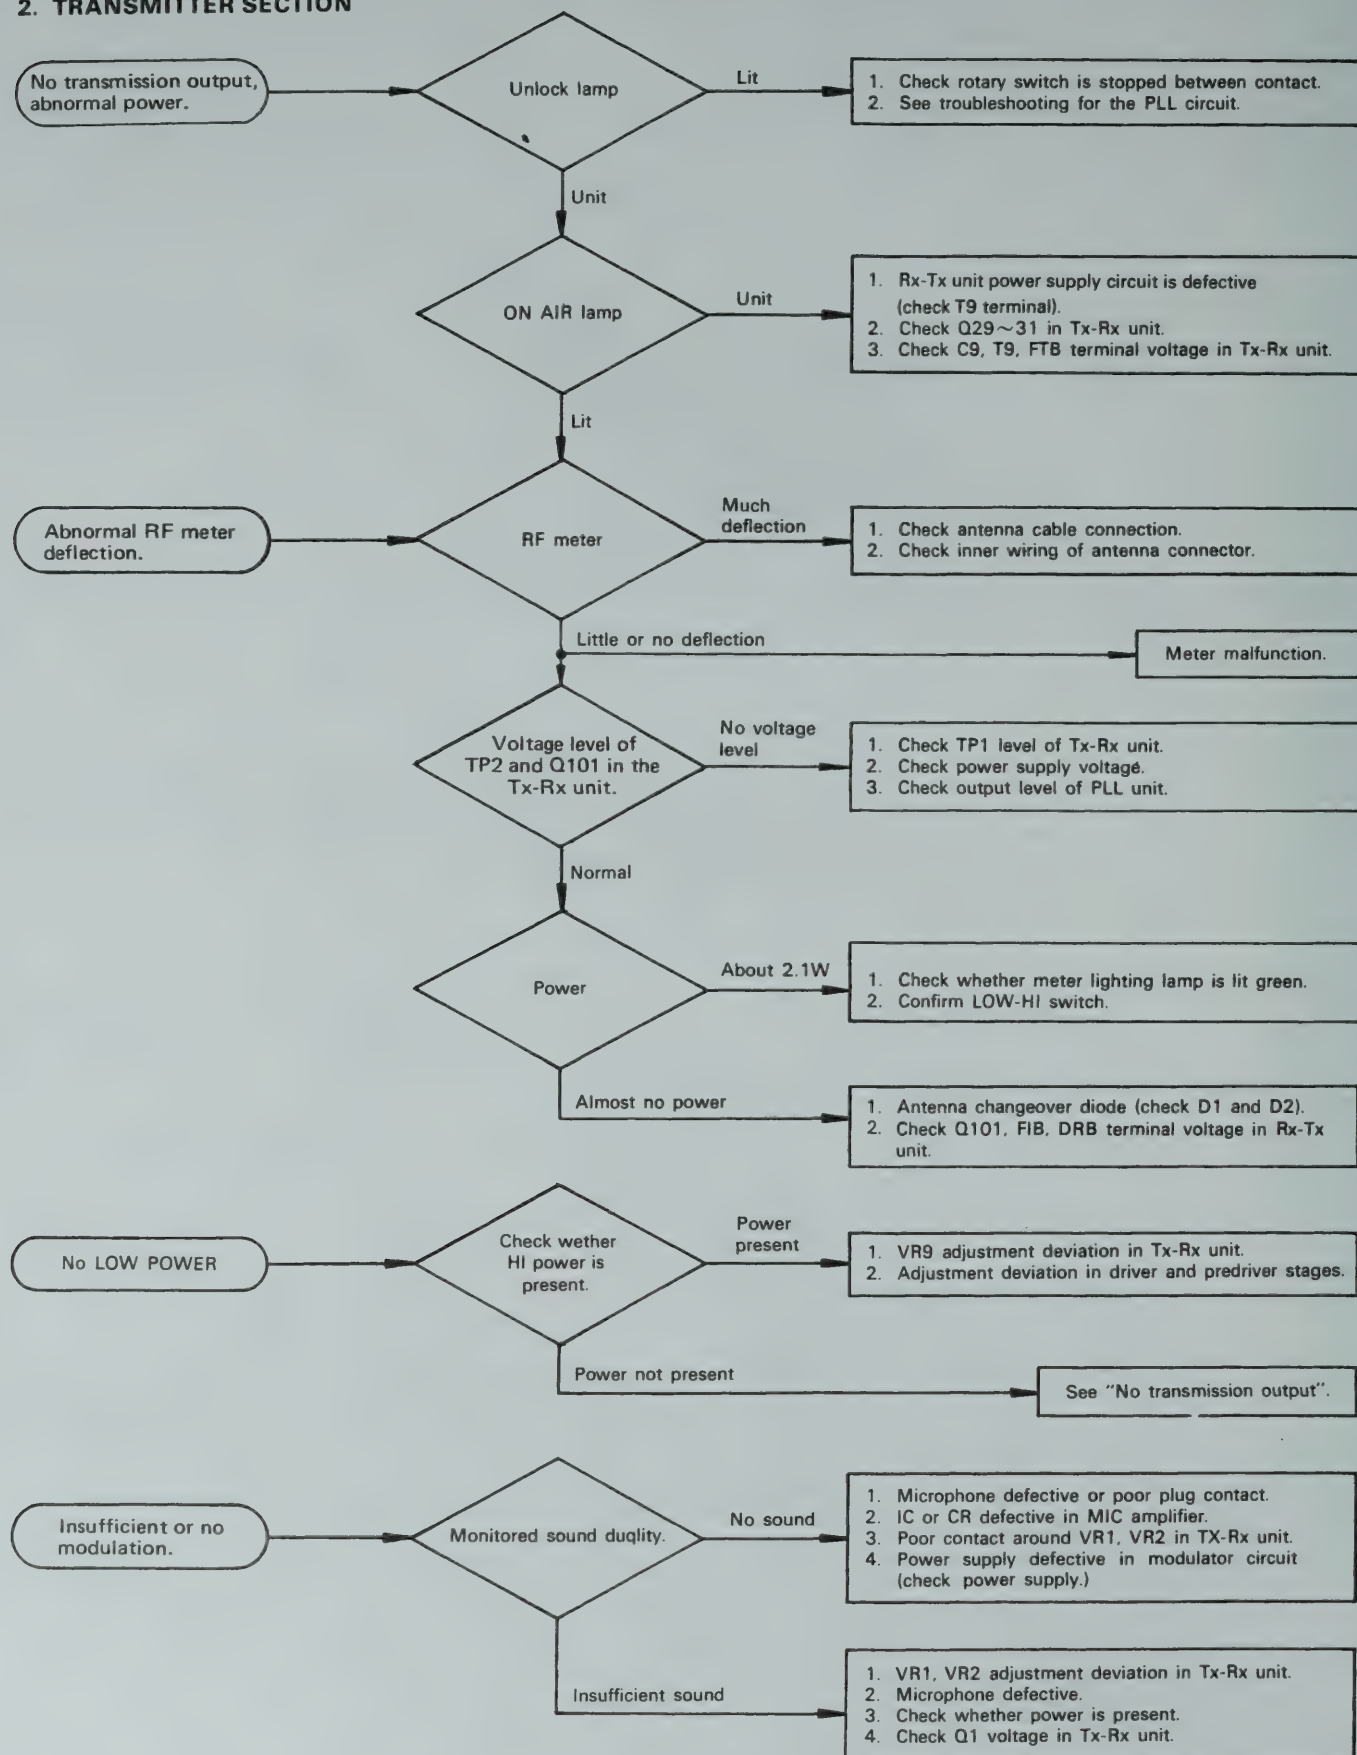 2. TRANSMITTER SECTION
No transmission output,
abnormal power.
Unlock lamp
Lit
1. Check rotary switch is stopped between contact.
2. See troubleshooting for the PLL circuit.
Unit
ON AIR lamp
Unit
1. Rx-Tx unit power supply circuit is defective
(check T9 terminal).
2. Check Q29~31 in Tx-Rx unit.
3. Check C9, T9, FTB terminal voltage in Tx-Rx unit.
Lit
Abnormal RF meter
deflection.
RF meter
Much
deflection
1. Check antenna cable connection.
2. Check inner wiring of antenna connector.
Little or no deflection
Meter malfunction.
Voltage level of
TP2 and Q101 in the
Tx-Rx unit.
No voltage
level
1. Check TP1 level of Tx-Rx unit.
2. Check power supply voltage.
3. Check output level of PLL unit.
Normal
Power
About 2.1W
1. Check whether meter lighting lamp is lit green.
2. Confirm LOW-HI switch.
Almost no power
1. Antenna changeover diode (check D1 and D2).
2. Check Q101, FIB, DRB terminal voltage in Rx-Tx
unit.
No LOW POWER
Check wether
HI power is
present.
Power
present
1. VR9 adjustment deviation in Tx-Rx unit.
2. Adjustment deviation in driver and predriver stages.
Power not present
See "No transmission output".
Insufficient or no
modulation.
Monitored sound duqlity.
No sound
1. Microphone defective or poor plug contact.
2. IC or CR defective in MIC amplifier.
3. Poor contact around VR1, VR2 in TX-Rx unit.
4. Power supply defective in modulator circuit
(check power supply.)
Insufficient sound
1. VR1, VR2 adjustment deviation in Tx-Rx unit.
2. Microphone defective.
3. Check whether power is present.
4. Check Q1 voltage in Tx-Rx unit.